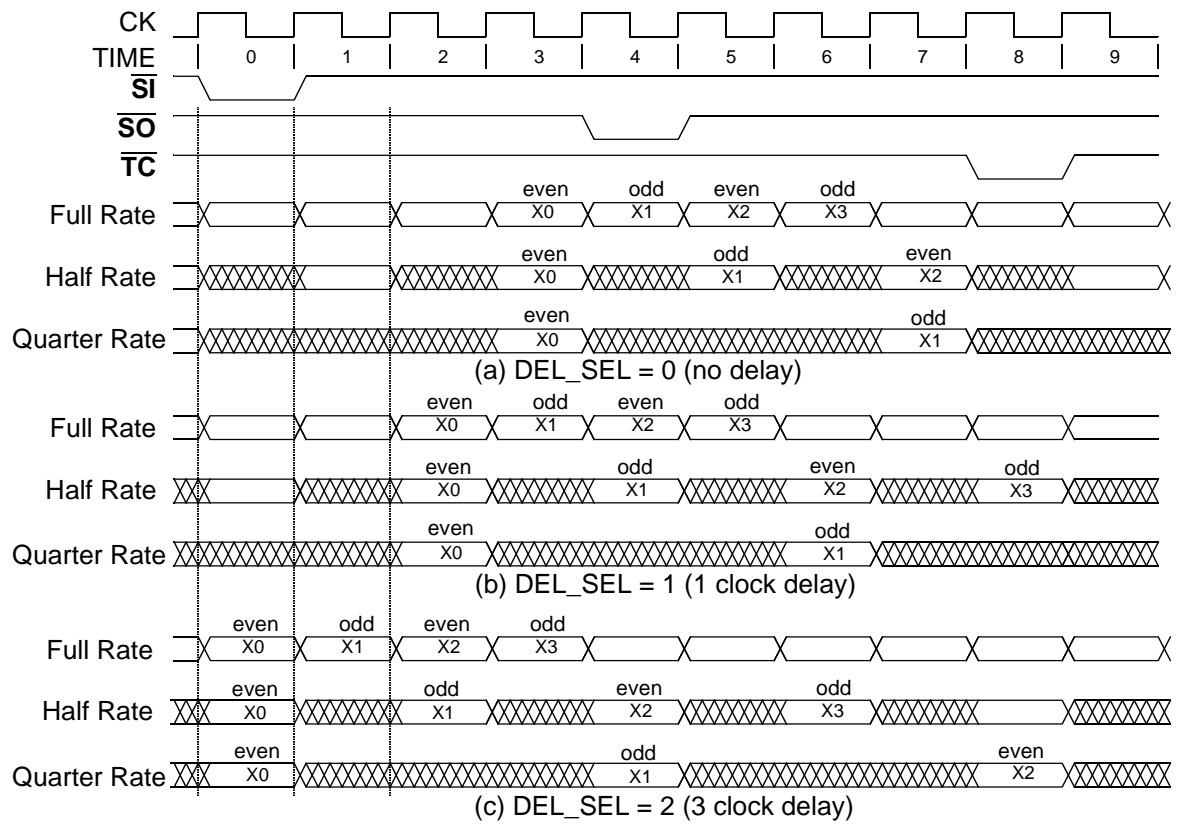 CK
TIME 0 1 2 3 4 5 6 7 8 9
SI
SO
TC
even odd even odd
Full Rate X0 X1 X2 X3
even odd even
Half Rate X0 X1 X2
even odd
Quarter Rate X0 X1
(a) DEL_SEL = 0 (no delay)
even odd even odd
Full Rate X0 X1 X2 X3
even odd even odd
Half Rate X0 X1 X2 X3
even odd
Quarter Rate X0 X1
(b) DEL_SEL = 1 (1 clock delay)
even odd even odd
Full Rate X0 X1 X2 X3
even odd even odd
Half Rate X0 X1 X2 X3
even odd even
Quarter Rate X0 X1 X2
(c) DEL_SEL = 2 (3 clock delay)